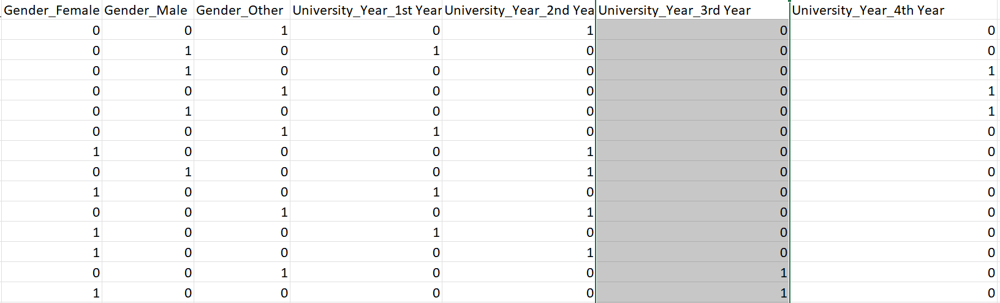 Gender_Female Gender_Male Gender_Other University_Year_1st Year University_Year_2nd Yea University_Year_3rd Year University_Year_4th Year
0 0 1 0 1 0 0
0 1 0 1 0 0 0
0 1 0 0 0 0 1
0 0 1 0 0 0 1
0 1 0 0 0 0 1
0 0 1 1 0 0 0
1 0 0 0 1 0 0
0 1 0 0 1 0 0
1 0 0 1 0 0 0
0 0 1 0 1 0 0
1 0 0 1 0 0 0
1 0 0 0 1 0 0
0 0 1 0 0 1 0
1 0 0 0 0 1 0